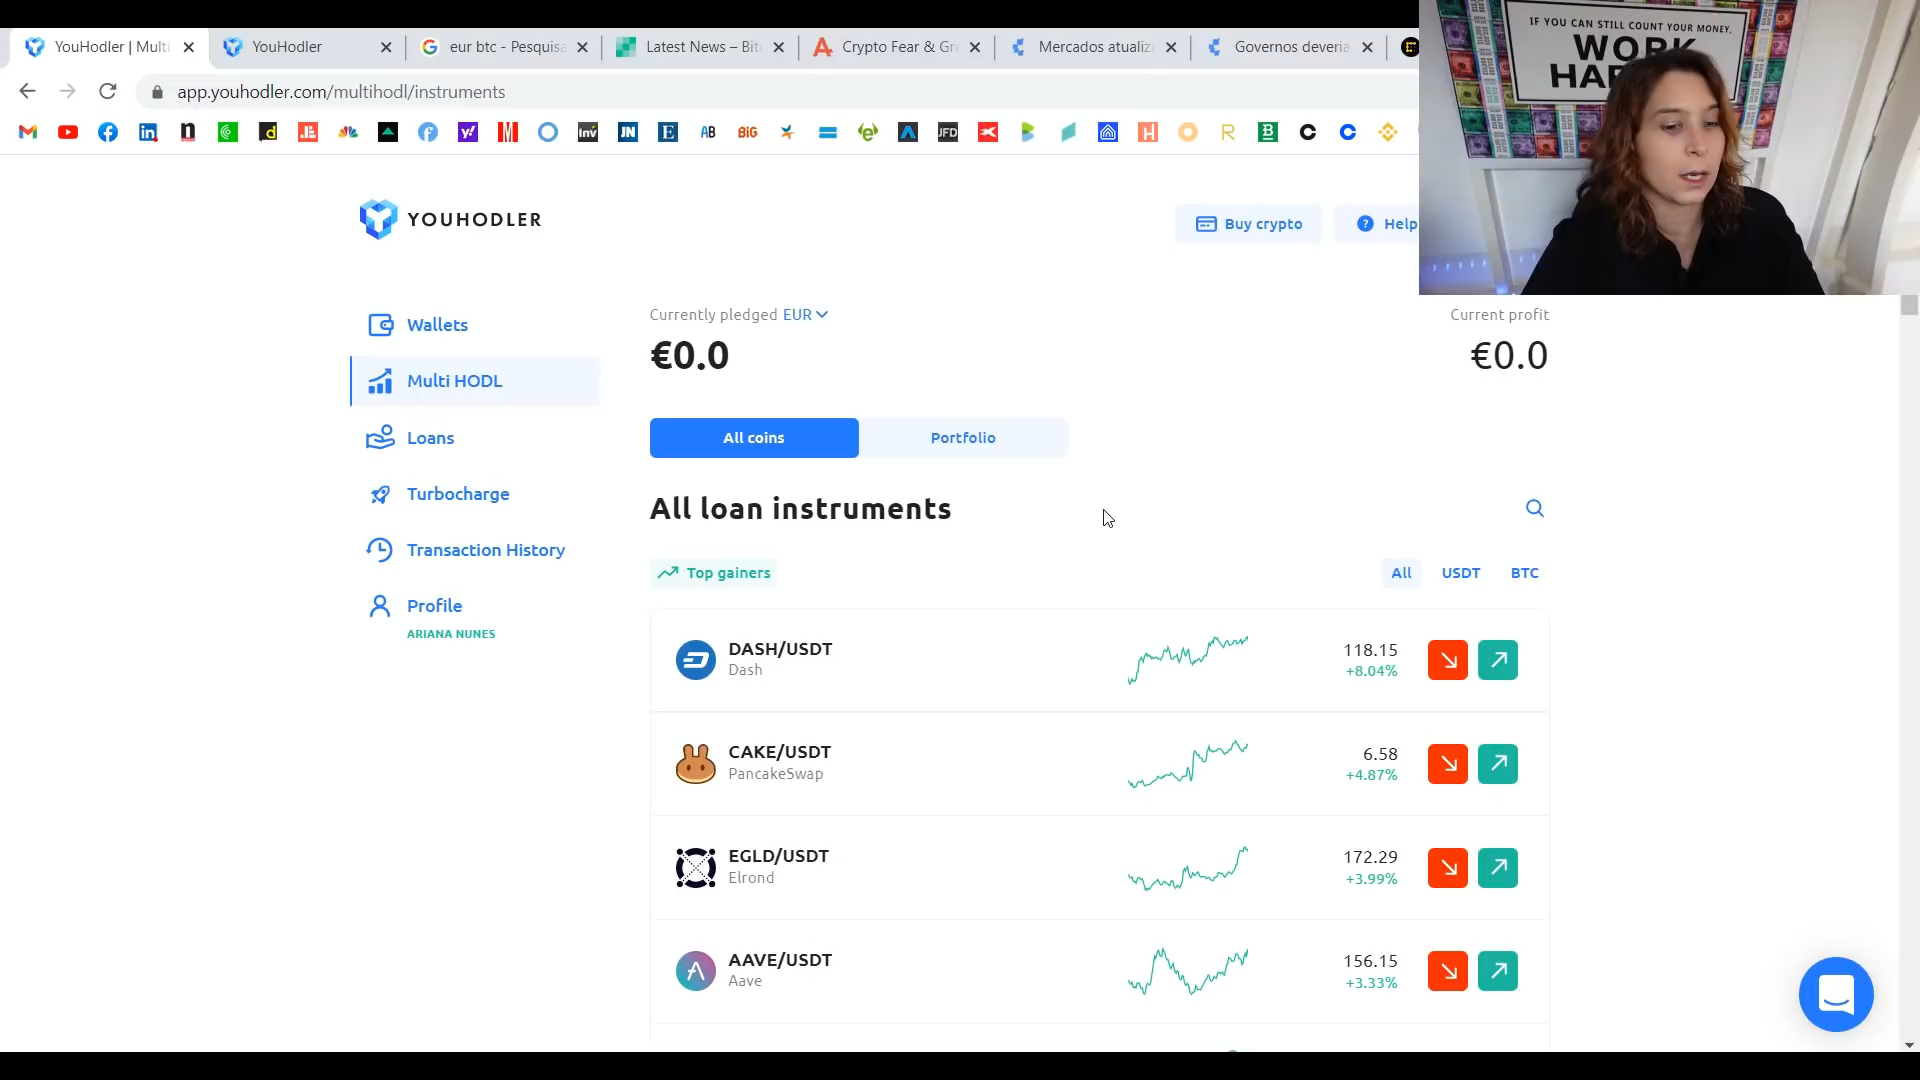 YouHodler | Multi
YouHodler
eur btc - Pesquisa
Latest News – Bit
Crypto Fear & Gr
Mercados atualiz
Governos deveria
app.youhodler.com/multihodl/instruments
IF YOU CAN STILL COUNT YOUR MONEY,
WORK
YOUHODLER
Buy crypto
Help
Wallets
Multi HODL
Loans
Turbocharge
Transaction History
Profile
ARIANA NUNES
Currently pledged EUR
€0.0
Current profit
€0.0
All coins
Portfolio
All loan instruments
Top gainers
All
USDT
BTC
DASH/USDT
Dash
118.15
+8.04%
CAKE/USDT
PancakeSwap
6.58
+4.87%
EGLD/USDT
Elrond
172.29
+3.99%
AAVE/USDT
Aave
156.15
+3.33%